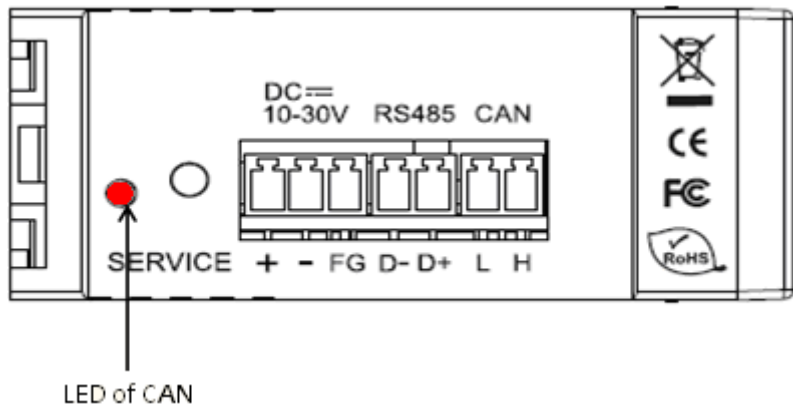 DC
10-30V RS485 CAN
SERVICE + - FG D- D+ L H
CE
FC
RoHS
LED of CAN